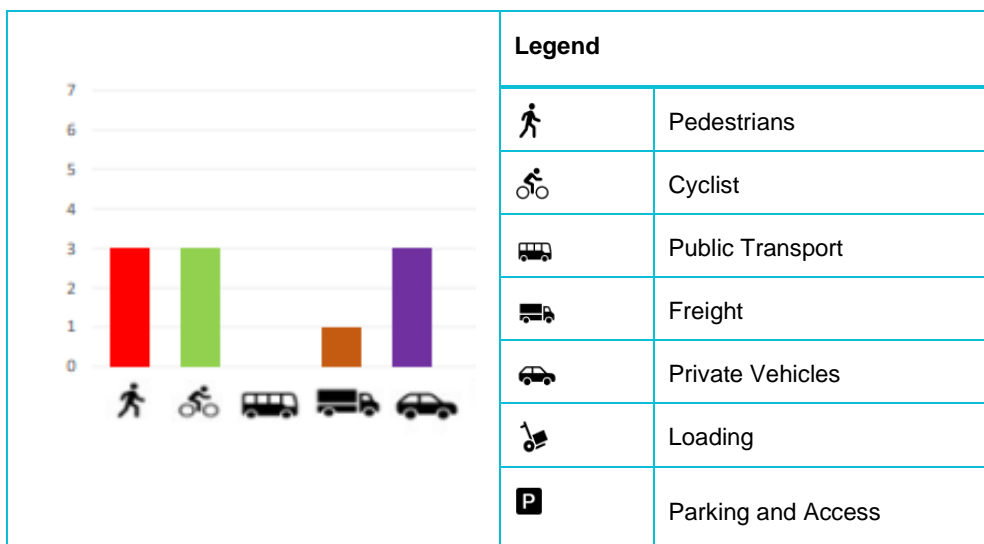 Legend
7
6
5
4
3
2
1
0
Pedestrians
Cyclist
Public Transport
Freight
Private Vehicles
Loading
P
Parking and Access